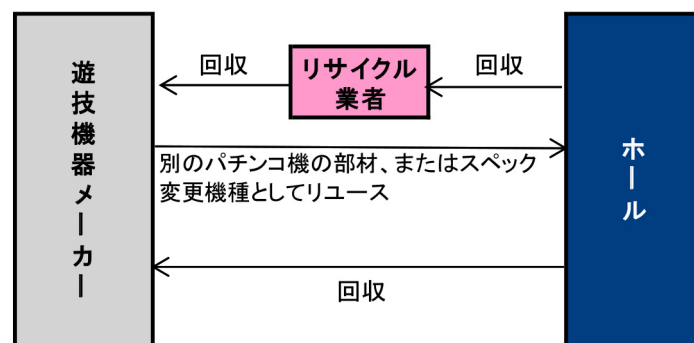 遊技機器メーカー
回収
リサイクル
業者
回収
別のパチンコ機の部材、またはスペック
変更機種としてリユース
回収
ホール